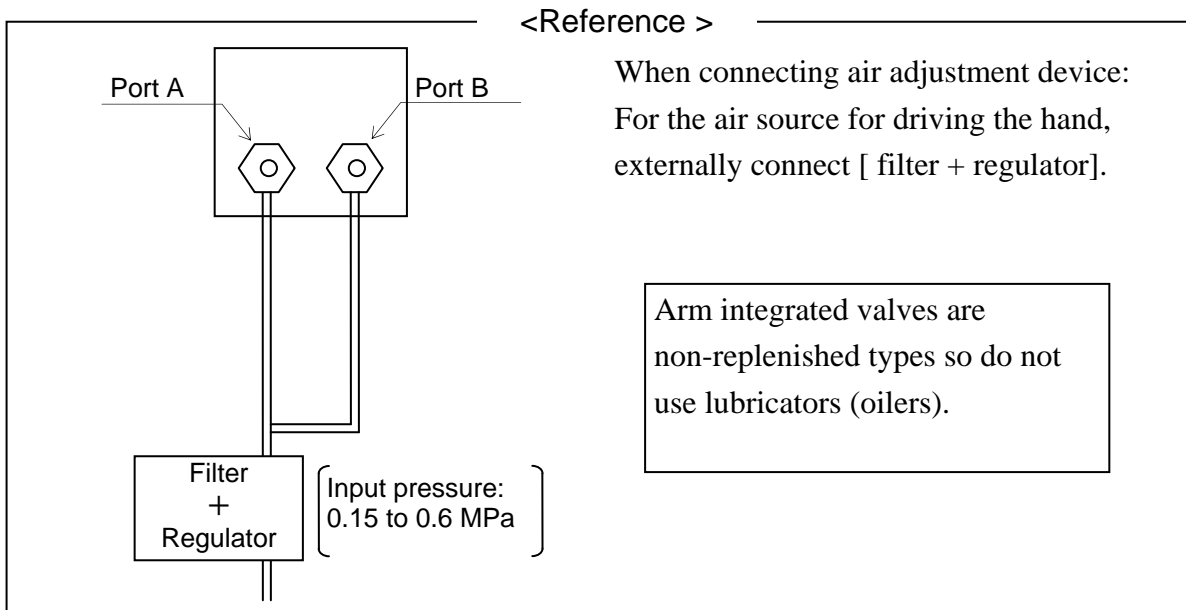 <Reference >
Port A
Port B
When connecting air adjustment device:
For the air source for driving the hand,
externally connect [ filter + regulator].
Arm integrated valves are
non-replenished types so do not
use lubricators (oilers).
Filter
+
Regulator
Input pressure:
0.15 to 0.6 MPa